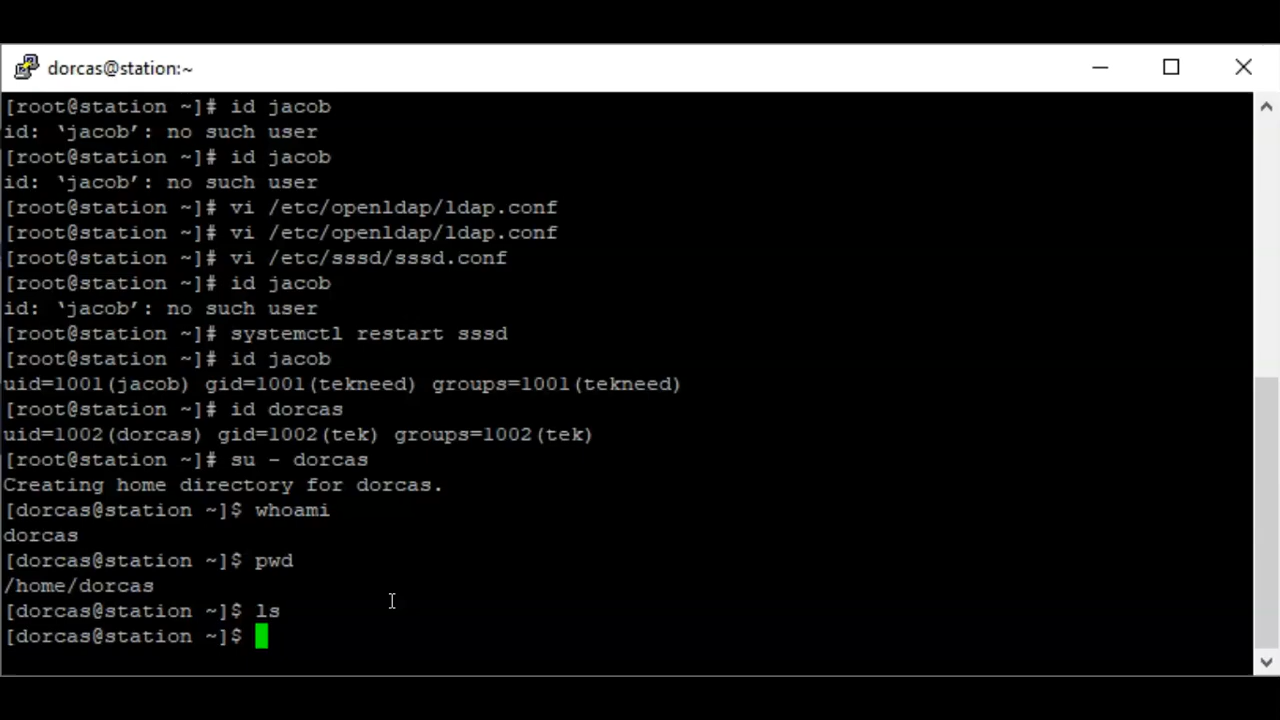 dorcas@station:~
[root@station ~]# id jacob
id: ‘jacob’: no such user
[root@station ~]# id jacob
id: ‘jacob’: no such user
[root@station ~]# vi /etc/openldap/ldap.conf
[root@station ~]# vi /etc/openldap/ldap.conf
[root@station ~]# vi /etc/sssd/sssd.conf
[root@station ~]# id jacob
id: ‘jacob’: no such user
[root@station ~]# systemctl restart sssd
[root@station ~]# id jacob
uid=1001(jacob) gid=1001(tekneed) groups=1001(tekneed)
[root@station ~]# id dorcas
uid=1002(dorcas) gid=1002(tek) groups=1002(tek)
[root@station ~]# su - dorcas
Creating home directory for dorcas.
[dorcas@station ~]$ whoami
dorcas
[dorcas@station ~]$ pwd
/home/dorcas
[dorcas@station ~]$ ls
[dorcas@station ~]$